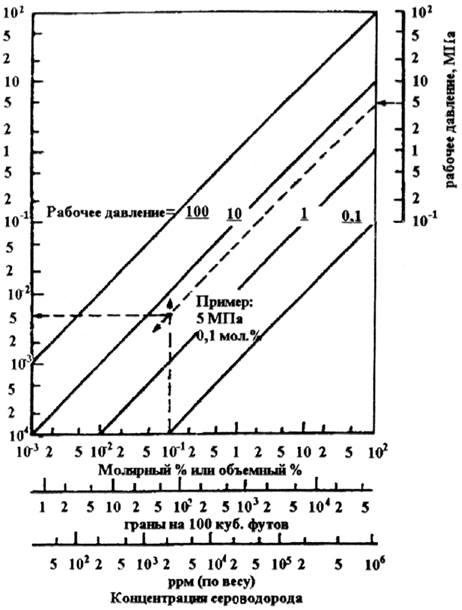 10²
5
2
10
5
2
1
5
2
10⁻¹
5
2
10⁻²
5
2
10⁻³
5
2
10⁴
10²
5
2
10
5
2
1
5
2
10⁻¹
рабочее давление, МПа
Рабочее давление= 100 10 1 0,1
Пример:
5 МПа
0,1 мол.%
10⁻³ 2 5 10⁻² 2 5 10⁻¹ 2 5 1 2 5 10 2 5 10²
Молярный % или объемный %
1 2 5 10 2 5 10² 2 5 10³ 2 5 10⁴ 2 5
граны на 100 куб. футов
5 10² 2 5 10³ 2 5 10⁴ 2 5 10⁵ 2 5 10⁶
ррм (по весу)
Концентрация сероводорода